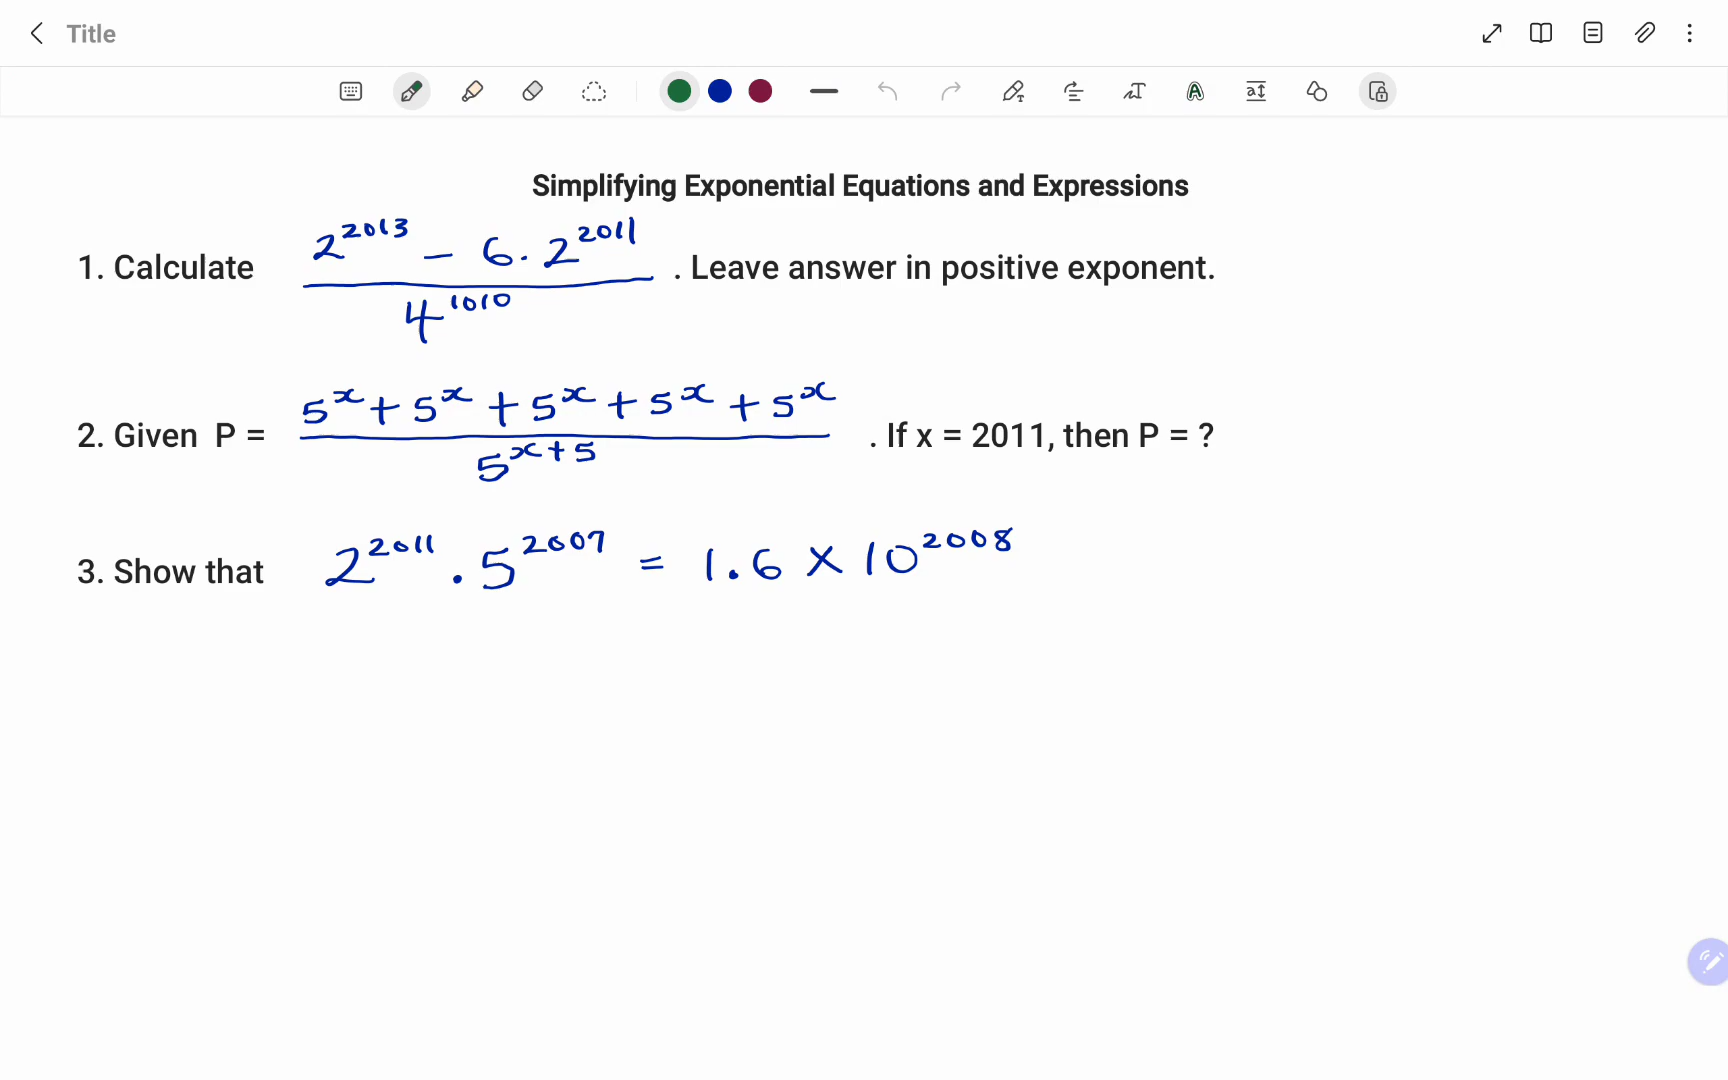 Title
Simplifying Exponential Equations and Expressions
1. Calculate (2^2013 − 6 · 2^2011) / 4^1010 . Leave answer in positive exponent.
2. Given P = (5^x + 5^x + 5^x + 5^x + 5^x) / 5^(x+5) . If x = 2011, then P = ?
3. Show that 2^2011 . 5^2007 = 1.6 × 10^2008